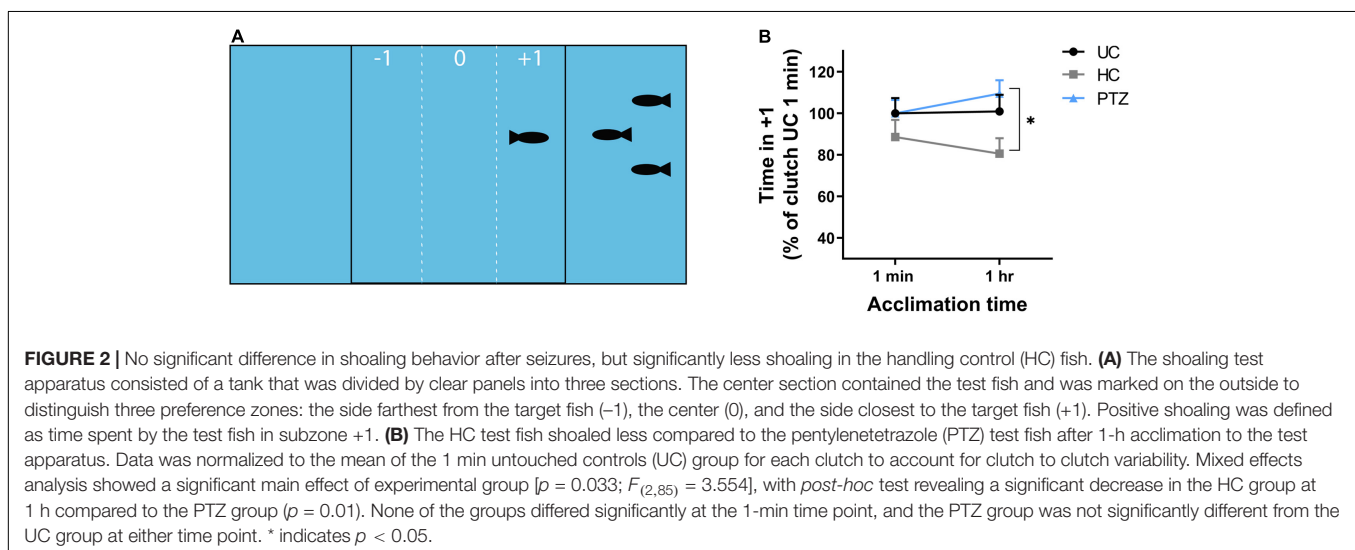 A
-1 0 +1
B
120
100
80
60
40
Time in +1
(% of clutch UC 1 min)
1 min 1 hr
Acclimation time
*
UC
HC
PTZ
FIGURE 2 | No significant difference in shoaling behavior after seizures, but significantly less shoaling in the handling control (HC) fish. (A) The shoaling test
apparatus consisted of a tank that was divided by clear panels into three sections. The center section contained the test fish and was marked on the outside to
distinguish three preference zones: the side farthest from the target fish (–1), the center (0), and the side closest to the target fish (+1). Positive shoaling was defined
as time spent by the test fish in subzone +1. (B) The HC test fish shoaled less compared to the pentylenetetrazole (PTZ) test fish after 1-h acclimation to the test
apparatus. Data was normalized to the mean of the 1 min untouched controls (UC) group for each clutch to account for clutch to clutch variability. Mixed effects
analysis showed a significant main effect of experimental group [p = 0.033; F(2,85) = 3.554], with post-hoc test revealing a significant decrease in the HC group at
1 h compared to the PTZ group (p = 0.01). None of the groups differed significantly at the 1-min time point, and the PTZ group was not significantly different from the
UC group at either time point. * indicates p < 0.05.